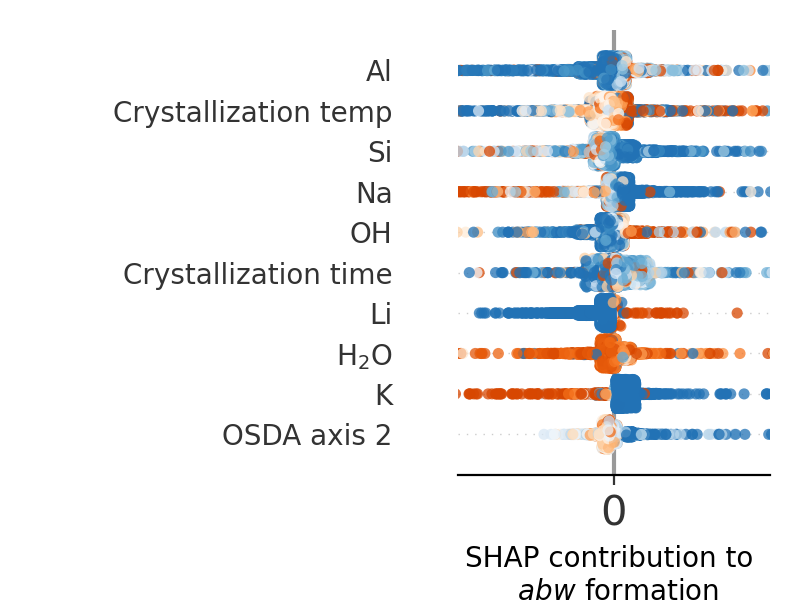 Al
Crystallization temp
Si
Na
OH
Crystallization time
Li
H₂O
K
OSDA axis 2
0
SHAP contribution to
abw formation